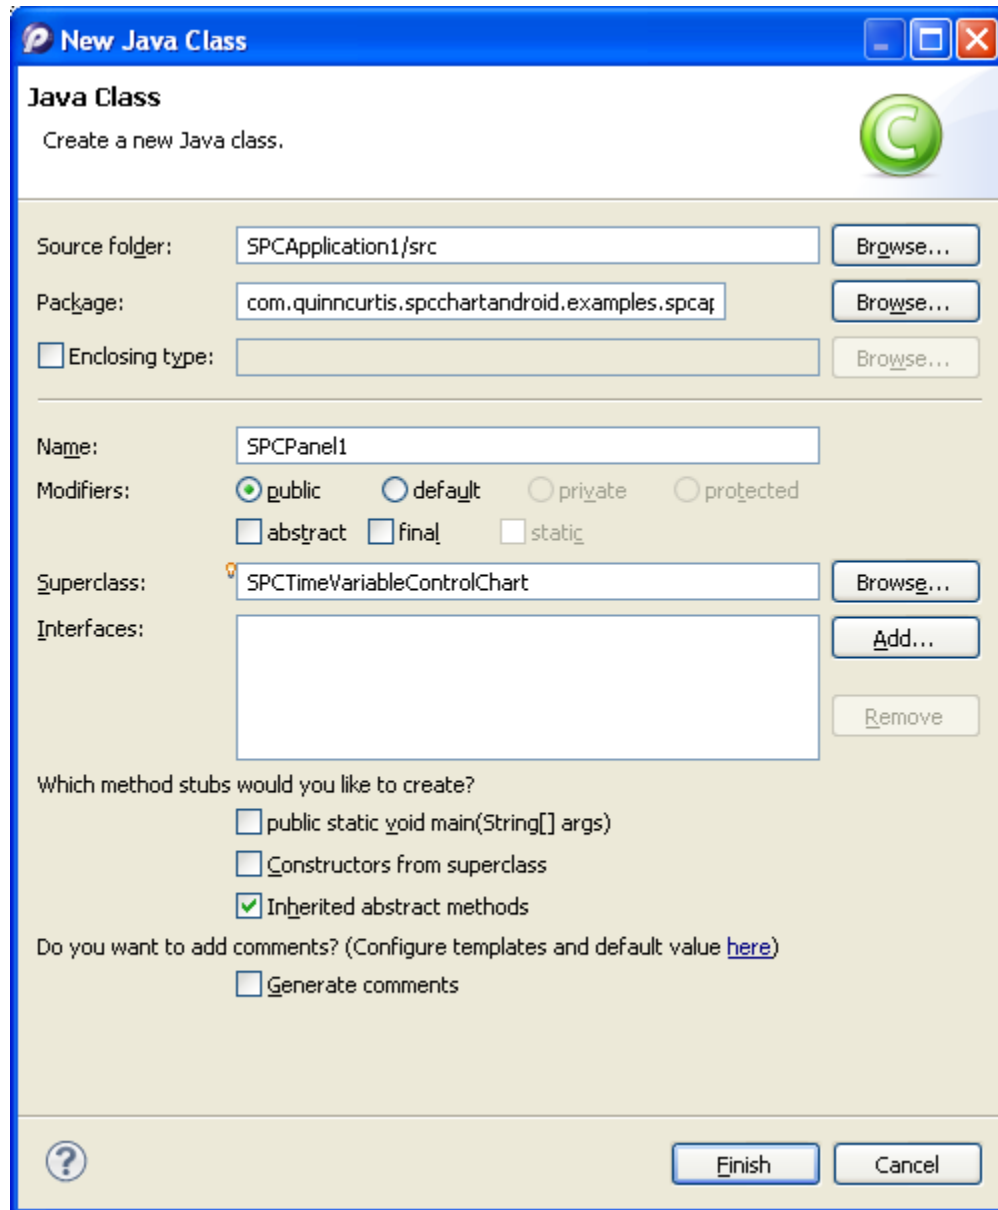 New Java Class
Java Class
Create a new Java class.
Source folder: SPCApplication1/src Browse...
Package: com.quinncurtis.spcchartandroid.examples.spcap Browse...
Enclosing type: Browse...
Name: SPCPanel1
Modifiers: public default private protected
abstract final static
Superclass: SPCTimeVariableControlChart Browse...
Interfaces: Add...
Remove
Which method stubs would you like to create?
public static void main(String[] args)
Constructors from superclass
Inherited abstract methods
Do you want to add comments? (Configure templates and default value here)
Generate comments
? Finish Cancel